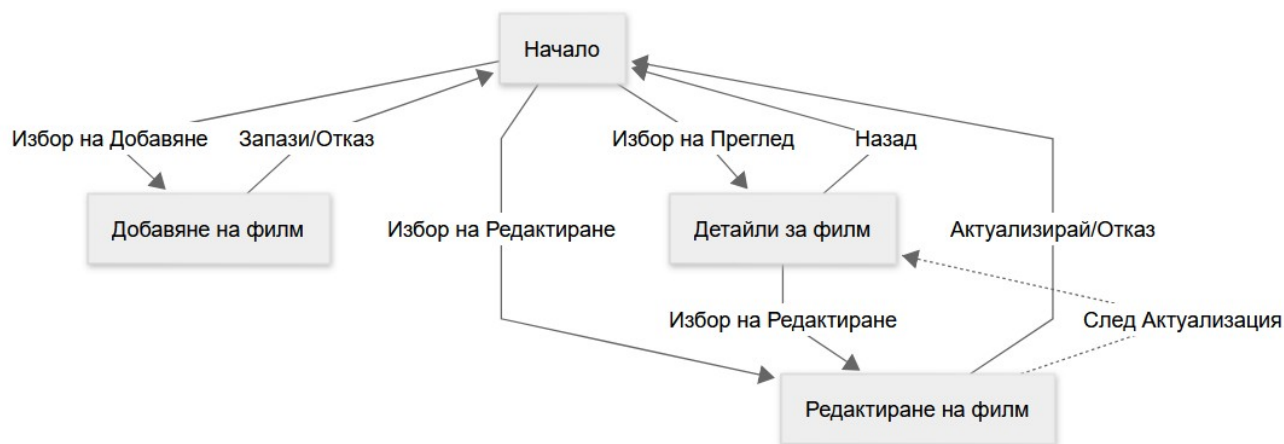 Начало
Избор на Добавяне
Запази/Отказ
Избор на Преглед
Назад
Добавяне на филм
Избор на Редактиране
Детайли за филм
Актуализирай/Отказ
Избор на Редактиране
След Актуализация
Редактиране на филм